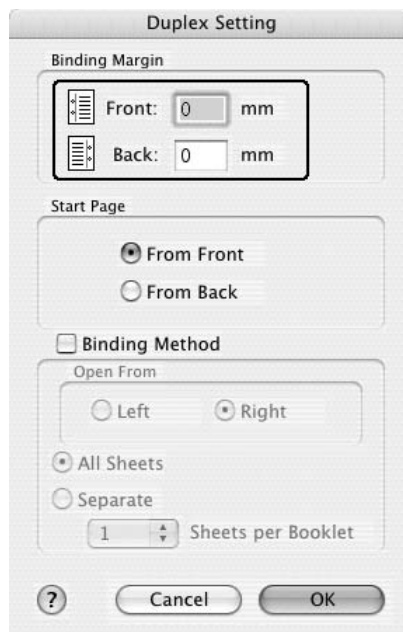 Duplex Setting
Binding Margin
Front: 0 mm
Back: 0 mm
Start Page
From Front
From Back
Binding Method
Open From
Left Right
All Sheets
Separate
1 Sheets per Booklet
? Cancel OK